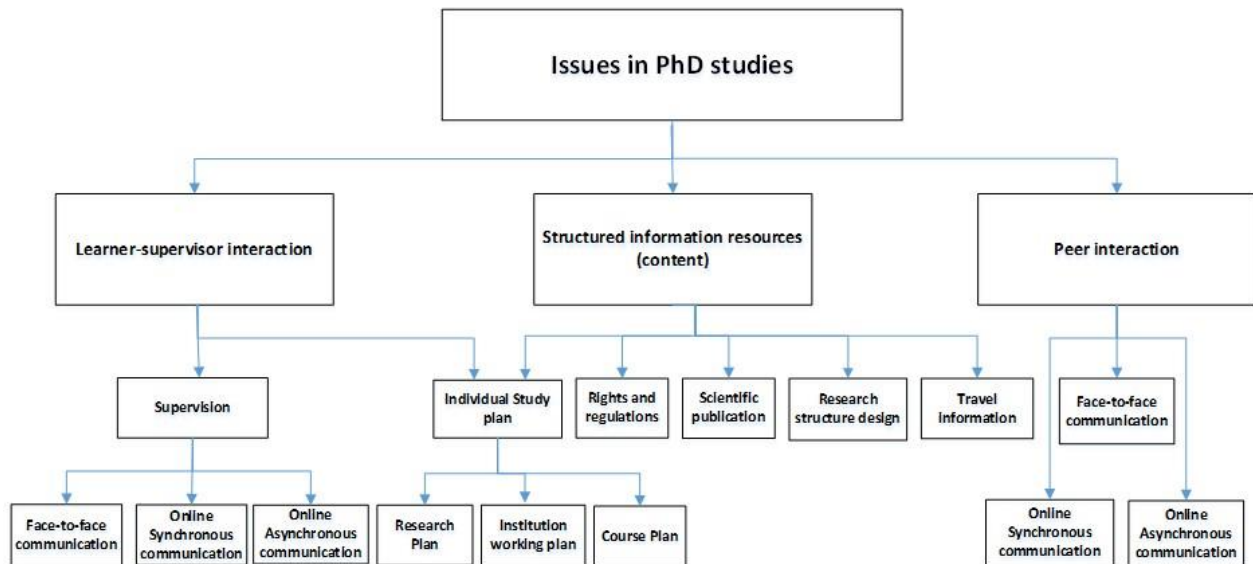 Issues in PhD studies
Learner-supervisor interaction
Structured information resources
(content)
Peer interaction
Supervision
Individual Study
plan
Rights and
regulations
Scientific
publication
Research
structure design
Travel
information
Face-to-face
communication
Face-to-face
communication
Online
Synchronous
communication
Online
Asynchronous
communication
Research
Plan
Institution
working plan
Course Plan
Online
Synchronous
communication
Online
Asynchronous
communication